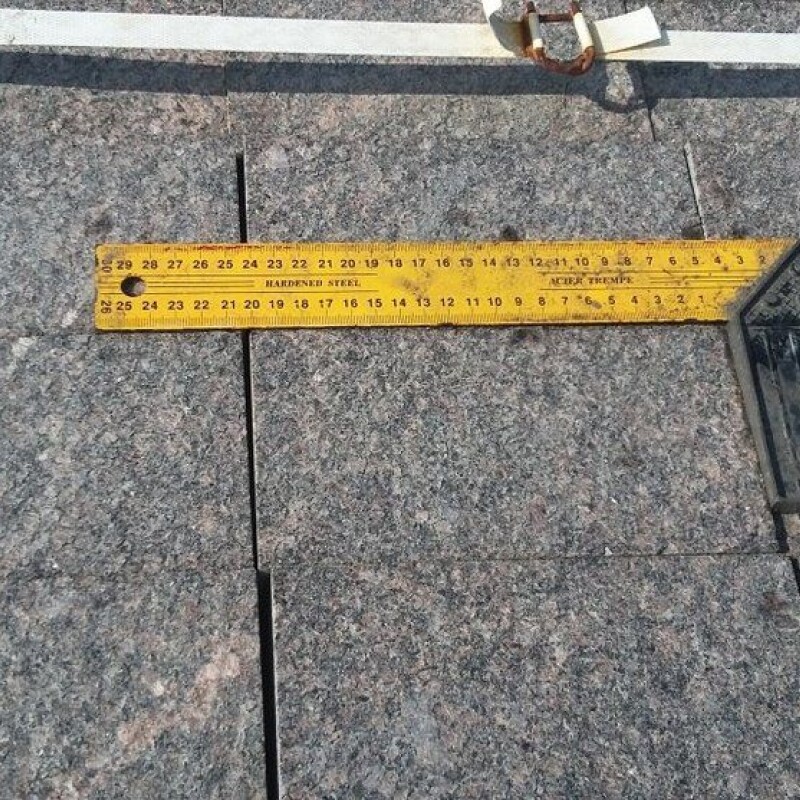 30 29 28 27 26 25 24 23 22 21 20 19 18 17 16 15 14 13 12 11 10 9 8 7 6 5 4 3 2
HARDENED STEEL ACIER TREMPE
26 25 24 23 22 21 20 19 18 17 16 15 14 13 12 11 10 9 8 7 6 5 4 3 2 1